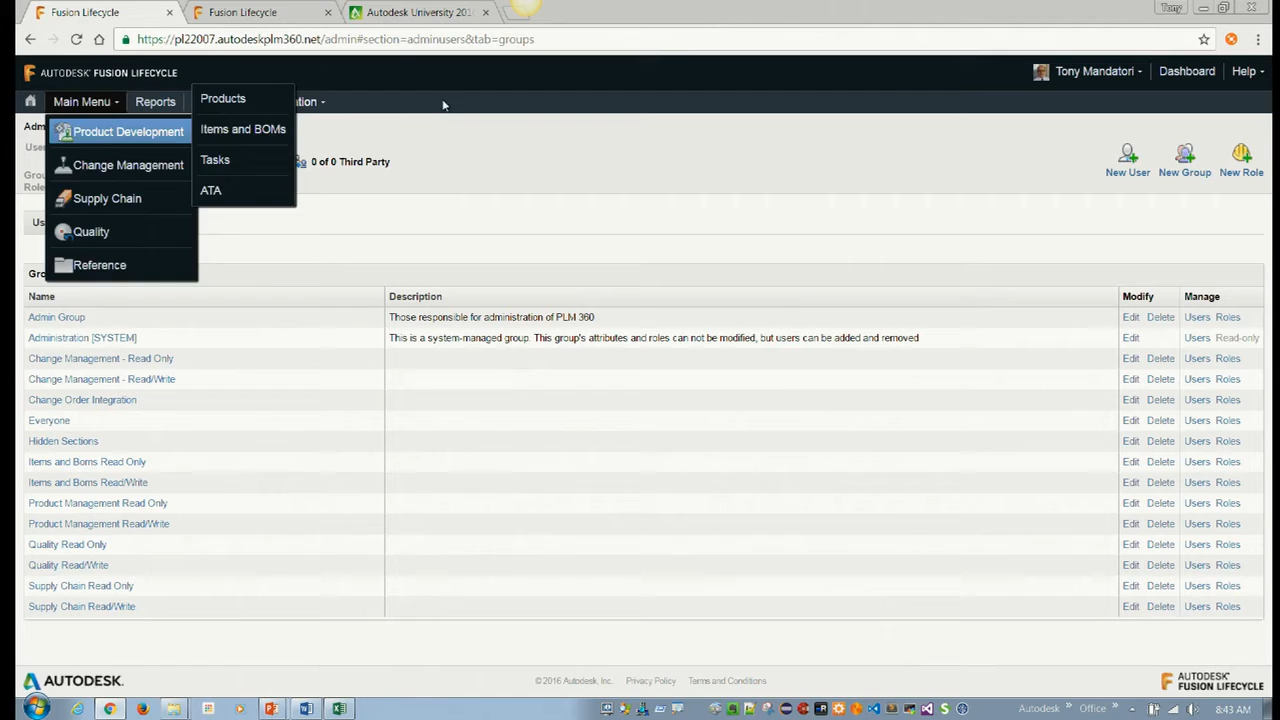 Fusion Lifecycle
Fusion Lifecycle
Autodesk University 201
Tony
https://pl22007.autodeskplm360.net/admin#section=adminusers&tab=groups
AUTODESK FUSION LIFECYCLE
Tony Mandatori
Dashboard
Help
Main Menu
Reports
Products
Items and BOMs
Tasks
ATA
Product Development
Change Management
Supply Chain
Quality
Reference
0 of 0 Third Party
New User
New Group
New Role
Name Description Modify Manage
Admin Group Those responsible for administration of PLM 360 Edit Delete Users Roles
Administration [SYSTEM] This is a system-managed group. This group's attributes and roles can not be modified, but users can be added and removed Edit Users Read-only
Change Management - Read Only Edit Delete Users Roles
Change Management - Read/Write Edit Delete Users Roles
Change Order Integration Edit Delete Users Roles
Everyone Edit Delete Users Roles
Hidden Sections Edit Delete Users Roles
Items and Boms Read Only Edit Delete Users Roles
Items and Boms Read/Write Edit Delete Users Roles
Product Management Read Only Edit Delete Users Roles
Product Management Read/Write Edit Delete Users Roles
Quality Read Only Edit Delete Users Roles
Quality Read/Write Edit Delete Users Roles
Supply Chain Read Only Edit Delete Users Roles
Supply Chain Read/Write Edit Delete Users Roles
AUTODESK.
© 2016 Autodesk, Inc.
Privacy Policy
Terms and Conditions
AUTODESK®
FUSION LIFECYCLE
Autodesk
Office
8:43 AM